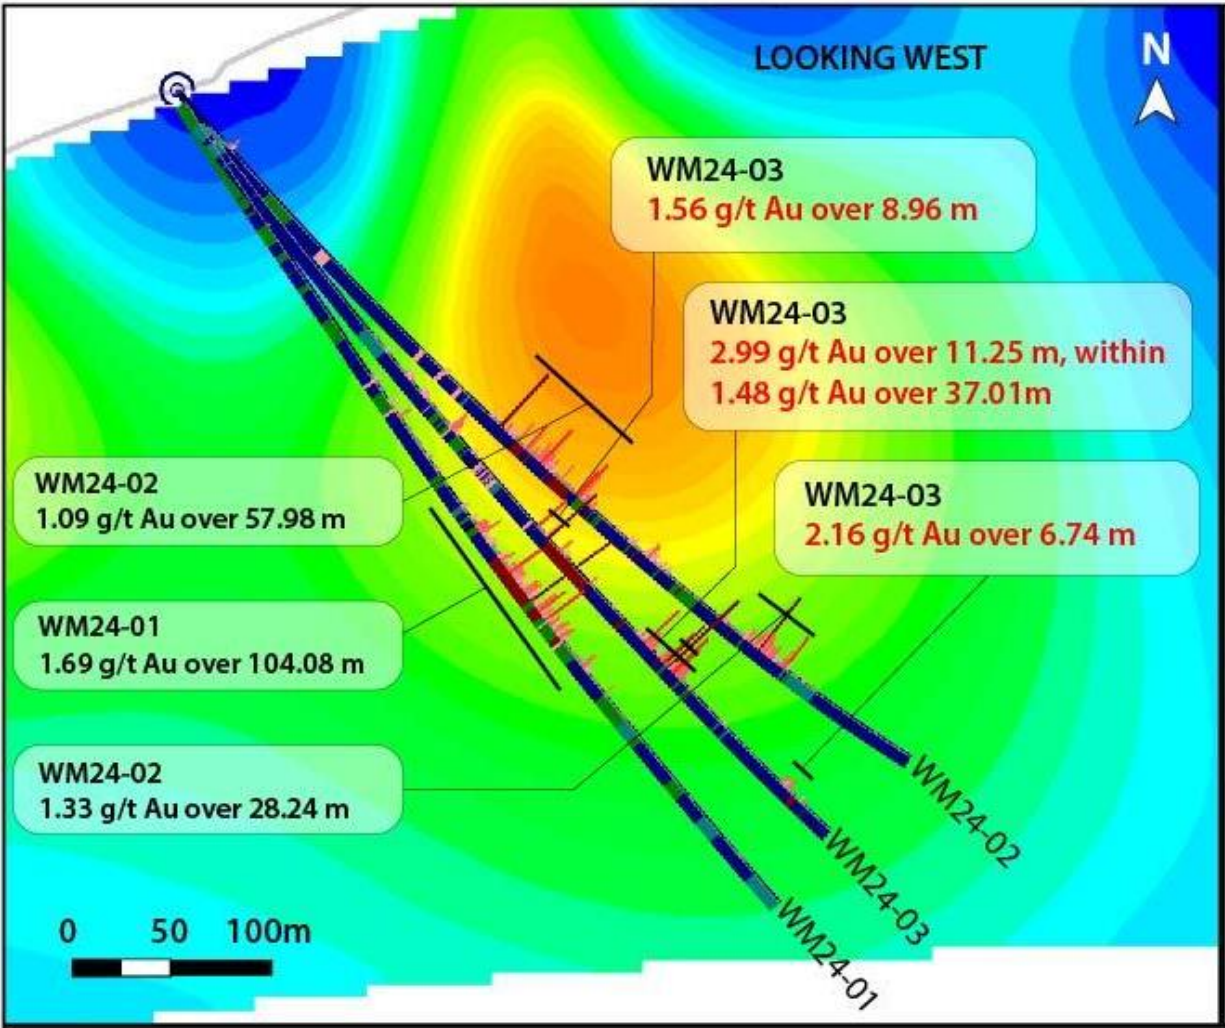 LOOKING WEST
N
WM24-03
1.56 g/t Au over 8.96 m
WM24-03
2.99 g/t Au over 11.25 m, within
1.48 g/t Au over 37.01m
WM24-03
2.16 g/t Au over 6.74 m
WM24-02
1.09 g/t Au over 57.98 m
WM24-01
1.69 g/t Au over 104.08 m
WM24-02
1.33 g/t Au over 28.24 m
WM24-02
WM24-03
WM24-01
0 50 100m